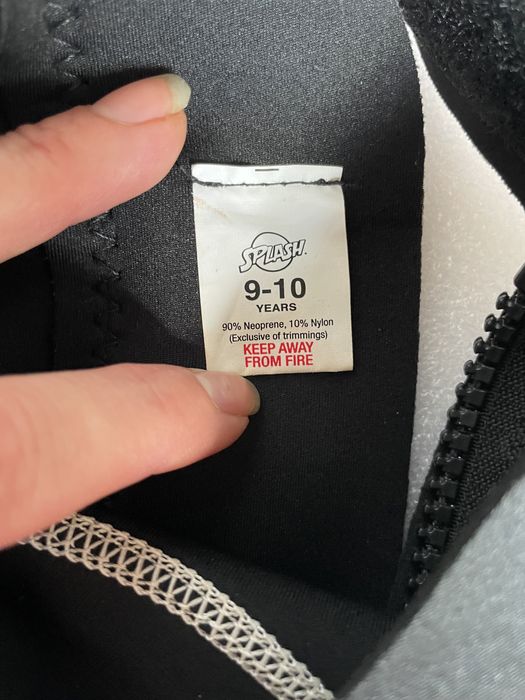 SPLASH
9-10
YEARS
90% Neoprene, 10% Nylon
(Exclusive of trimmings)
KEEP AWAY
FROM FIRE